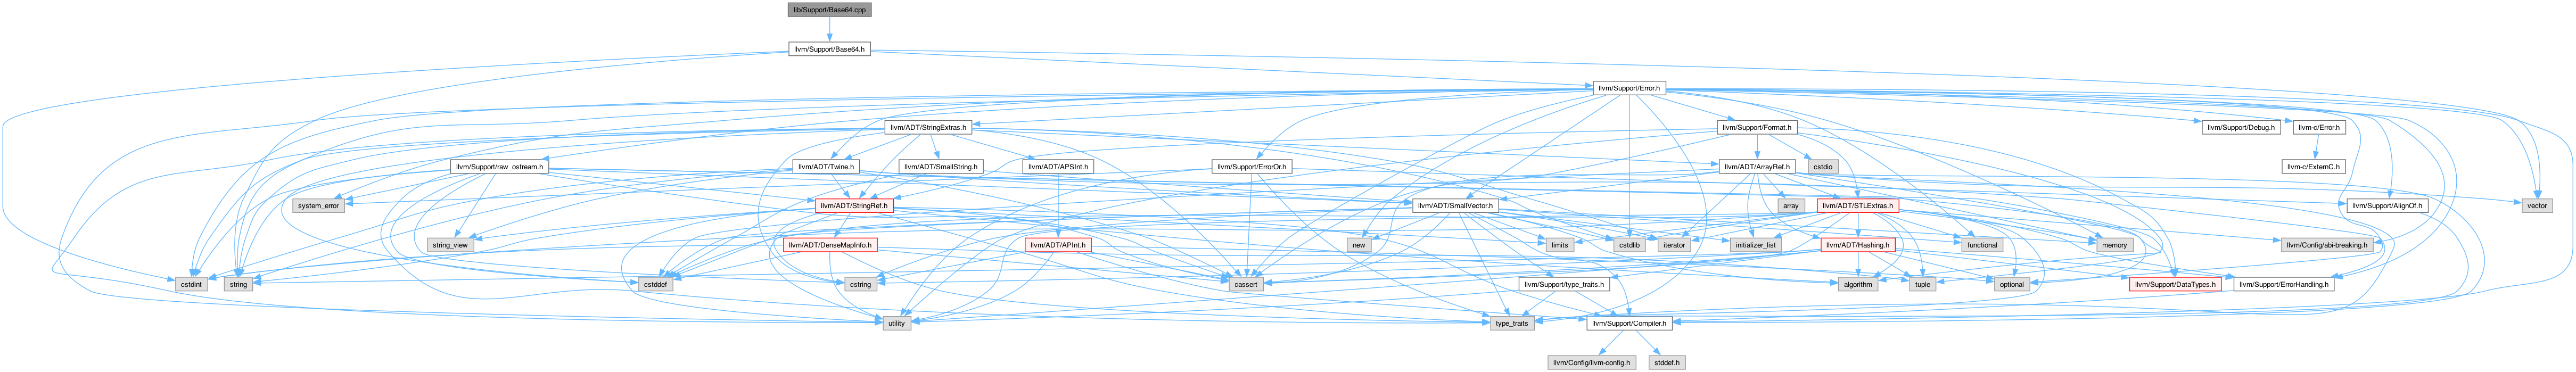 lib/Support/Base64.cpp
llvm/Support/Base64.h
llvm/Support/Error.h
llvm/ADT/StringExtras.h
llvm/Support/Format.h
llvm/Support/Debug.h
llvm-c/Error.h
llvm/Support/raw_ostream.h
llvm/ADT/Twine.h
llvm/ADT/SmallString.h
llvm/ADT/APSInt.h
llvm/Support/ErrorOr.h
llvm/ADT/ArrayRef.h
cstdio
llvm-c/ExternC.h
system_error
llvm/ADT/StringRef.h
llvm/ADT/SmallVector.h
array
llvm/ADT/STLExtras.h
llvm/Support/AlignOf.h
vector
string_view
llvm/ADT/DenseMapInfo.h
llvm/ADT/APInt.h
new
limits
cstdlib
iterator
initializer_list
llvm/ADT/Hashing.h
functional
memory
llvm/Config/abi-breaking.h
cstdint
string
cstddef
cstring
cassert
llvm/Support/type_traits.h
algorithm
tuple
optional
llvm/Support/DataTypes.h
llvm/Support/ErrorHandling.h
utility
type_traits
llvm/Support/Compiler.h
llvm/Config/llvm-config.h
stddef.h